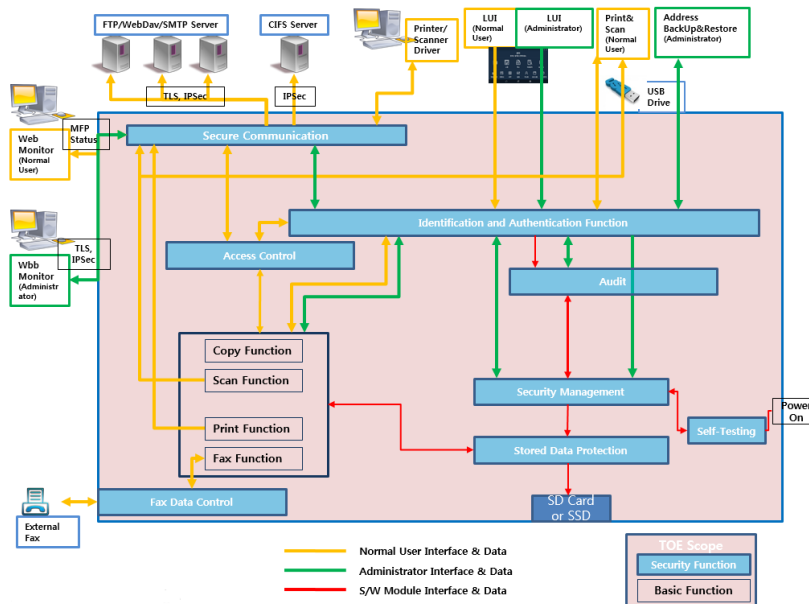 FTP/WebDav/SMTP Server
CIFS Server
Printer/
Scanner
Driver
LUI
(Normal
User)
LUI
(Administrator)
Print&
Scan
(Normal
User)
Address
BackUp&Restore
(Administrator)
USB
Drive
TLS, IPSec
IPSec
MFP
Status
Web
Monitor
(Normal
User)
Secure Communication
Identification and Authentication Function
TLS,
IPSec
Wbb
Monitor
(Administr
ator)
Access Control
Audit
Copy Function
Scan Function
Print Function
Fax Function
Security Management
Power
On
Self-Testing
Stored Data Protection
Fax Data Control
SD Card
or SSD
External
Fax
Normal User Interface & Data
Administrator Interface & Data
S/W Module Interface & Data
TOE Scope
Security Function
Basic Function